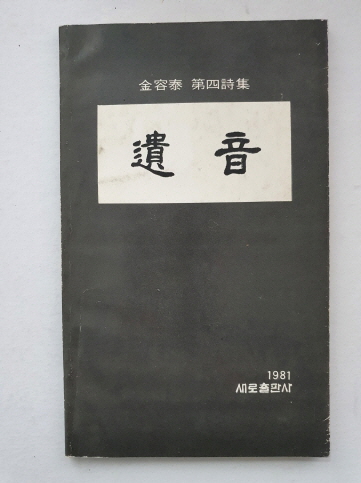 金容泰 第四詩集
遺音
1981
새로출판사